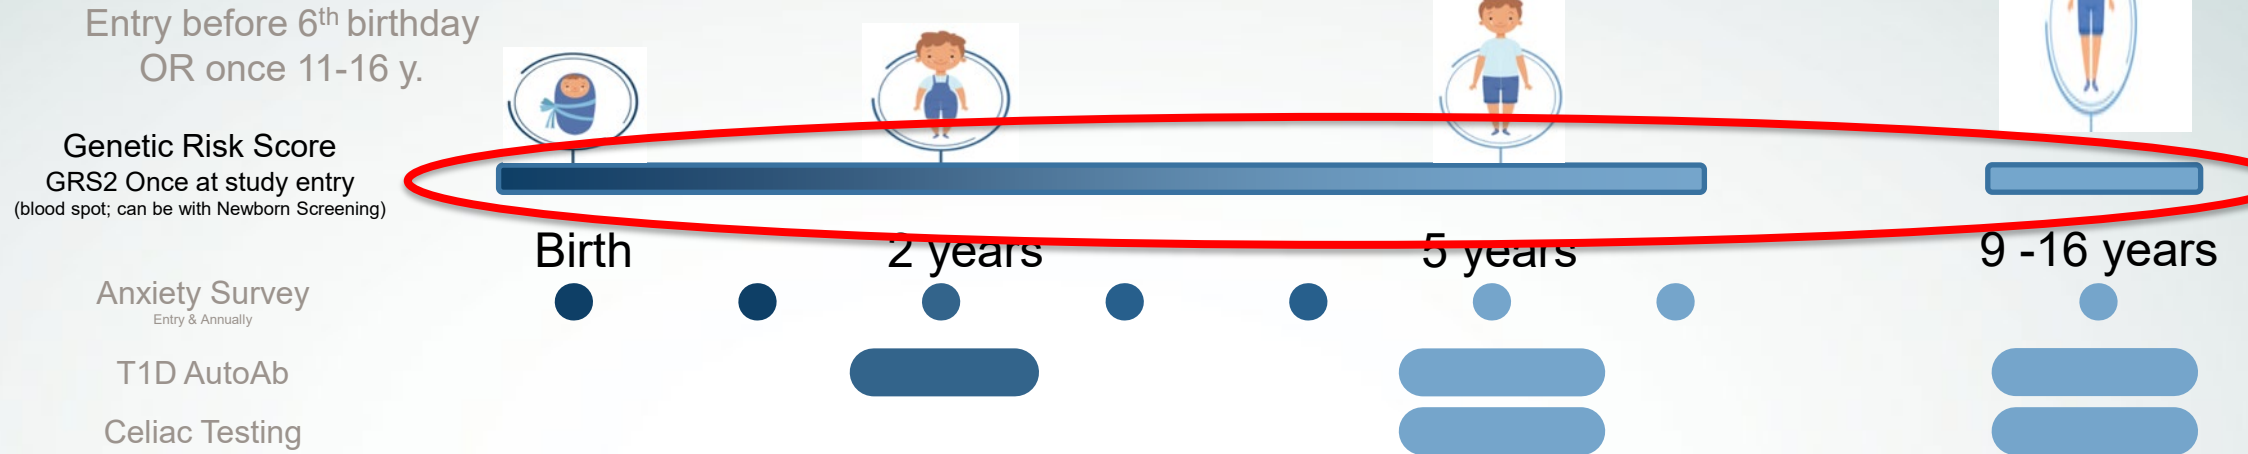 Entry before 6th birthday
OR once 11-16 y.
Genetic Risk Score
GRS2 Once at study entry
(blood spot; can be with Newborn Screening)
Birth 2 years 5 years 9 -16 years
Anxiety Survey
Entry & Annually
T1D AutoAb
Celiac Testing